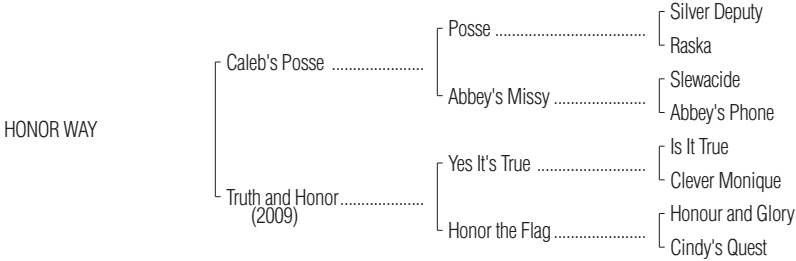 Silver Deputy
Posse ....................................
Raska
Caleb's Posse ......................
Slewacide
Abbey's Missy ......................
Abbey's Phone
HONOR WAY
Is It True
Yes It's True ..........................
Clever Monique
Truth and Honor....................
(2009)
Honour and Glory
Honor the Flag ......................
Cindy's Quest